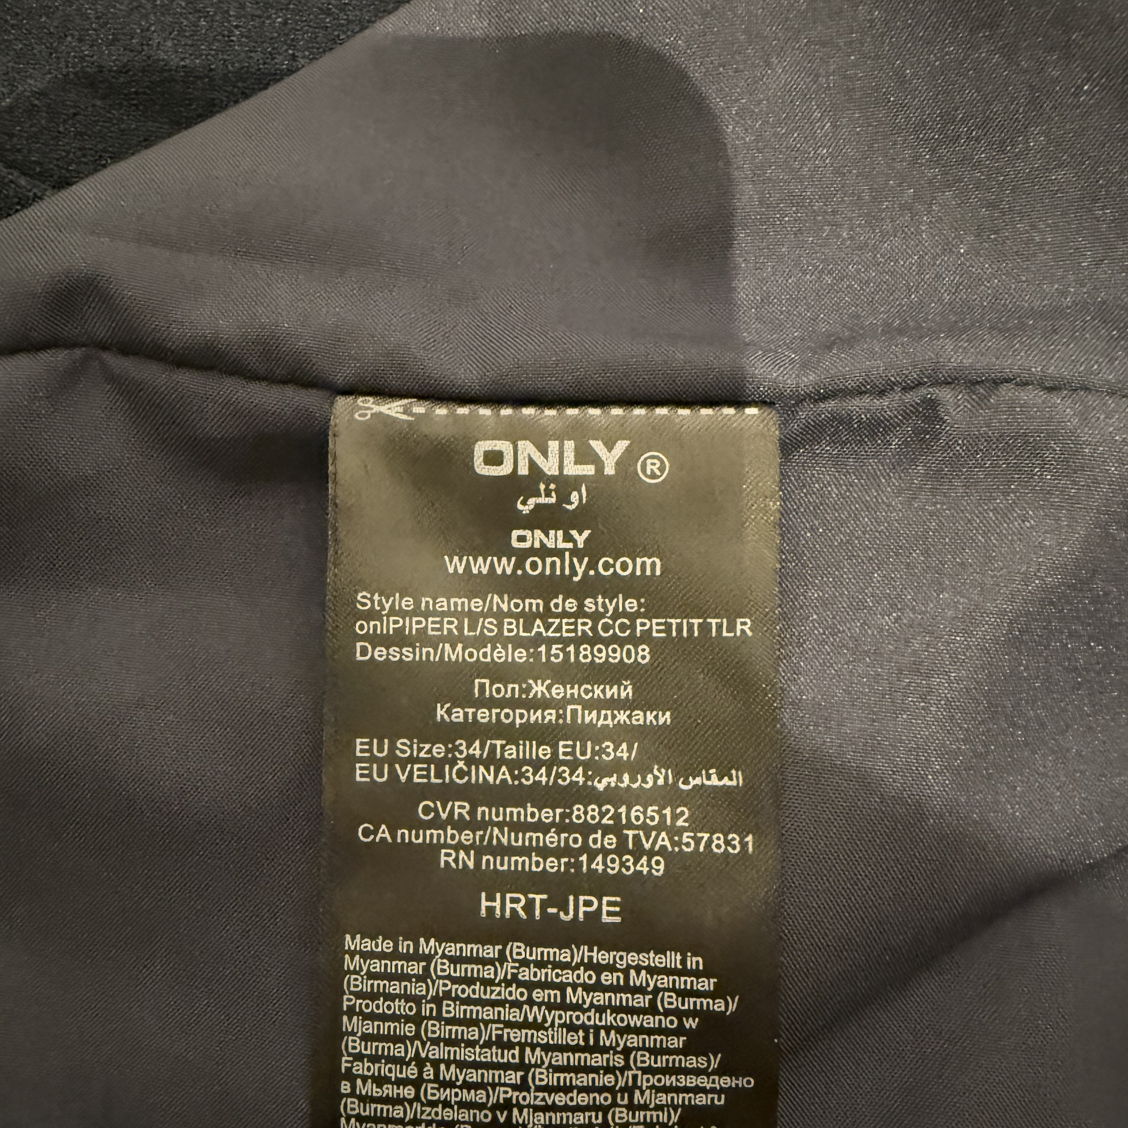 ONLY®
اونلي
ONLY
www.only.com
Style name/Nom de style:
onlPIPER L/S BLAZER CC PETIT TLR
Dessin/Modèle:15189908
Пол:Женский
Категория:Пиджаки
EU Size:34/Taille EU:34/
EU VELIČINA:34/34:المقاس الأوروبي
CVR number:88216512
CA number/Numéro de TVA:57831
RN number:149349
HRT-JPE
Made in Myanmar (Burma)/Hergestellt in
Myanmar (Burma)/Fabricado en Myanmar
(Birmania)/Produzido em Myanmar (Burma)/
Prodotto in Birmania/Wyprodukowano w
Mjanmie (Birma)/Fremstillet i Myanmar
(Burma)/Valmistatud Myanmaris (Burmas)/
Fabriqué à Myanmar (Birmanie)/Произведено
в Мьяне (Бирма)/Proizvedeno u Mjanmaru
(Burma)/Izdelano v Mjanmaru (Burmi)/